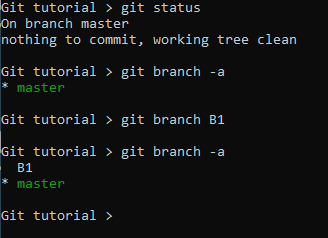 Git tutorial > git status
On branch master
nothing to commit, working tree clean
Git tutorial > git branch -a
* master
Git tutorial > git branch B1
Git tutorial > git branch -a
B1
* master
Git tutorial >